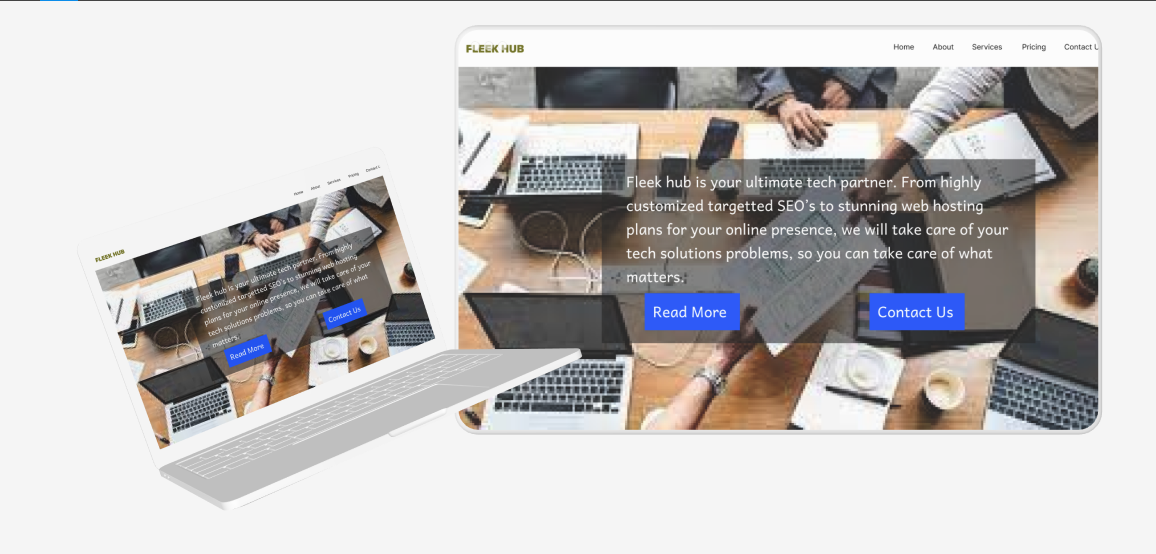 FLEEK HUB
Home About Services Pricing Contact U
Fleek hub is your ultimate tech partner. From highly
customized targetted SEO's to stunning web hosting
plans for your online presence, we will take care of your
tech solutions problems, so you can take care of what
matters.
Read More Contact Us
FLEEK HUB
Home About Services Pricing Contact
Fleek hub is your ultimate tech partner. From highly
customized targetted SEO's to stunning web hosting
plans for your online presence, we will take care of your
tech solutions problems, so you can take care of what
matters.
Read More Contact Us